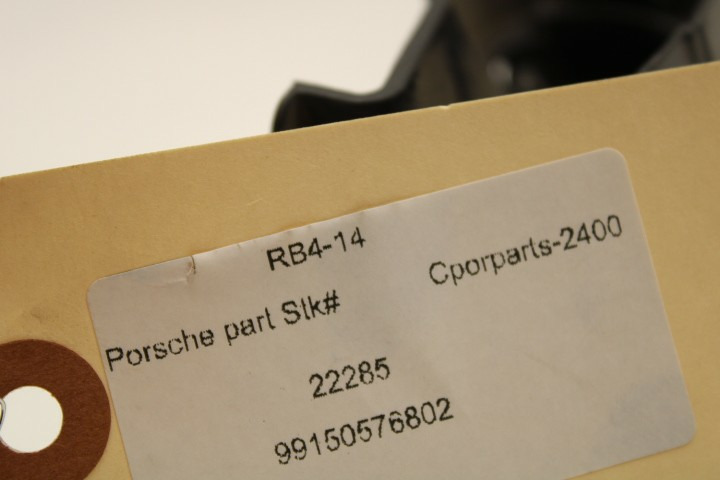 RB4-14
Cporparts-2400
Porsche part Stk#
22285
99150576802